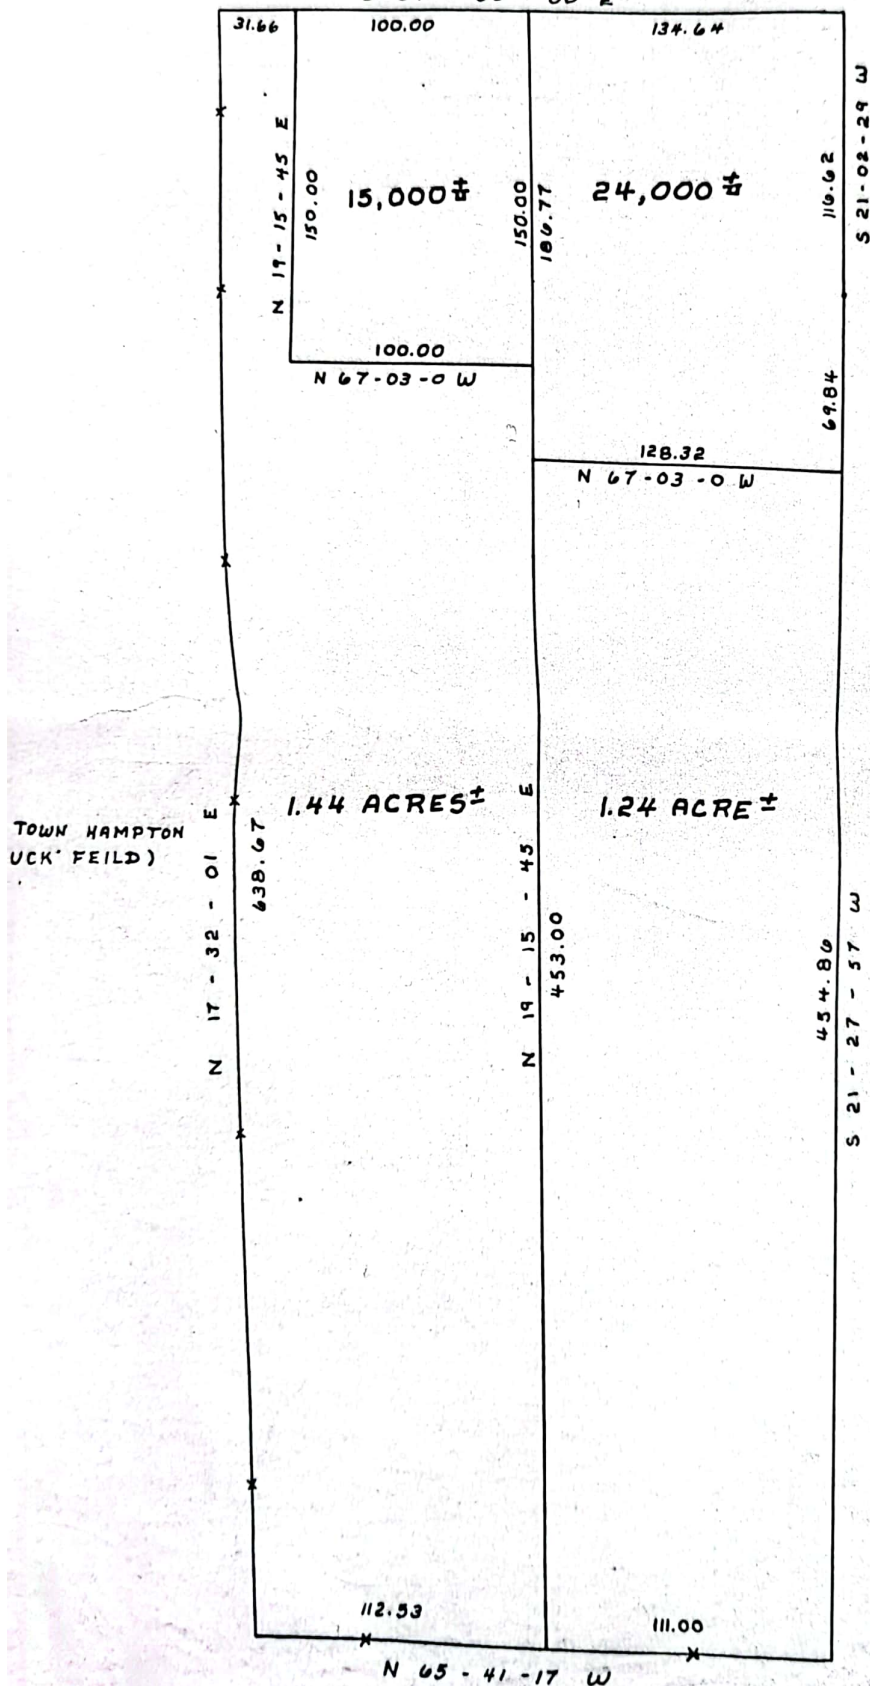 31.66
100.00
134.64
N 19-15-45 E
150.00
15,000±
150.00
186.77
24,000±
116.62
S 21-02-29 W
100.00
N 67-03-0 W
69.84
128.32
N 67-03-0 W
TOWN HAMPTON
UCK' FEILD)
N 17-32-01 E
638.67
1.44 ACRES±
N 19-15-45 E
453.00
1.24 ACRE±
454.86
S 21-27-57 W
112.53
111.00
N 65-41-17 W